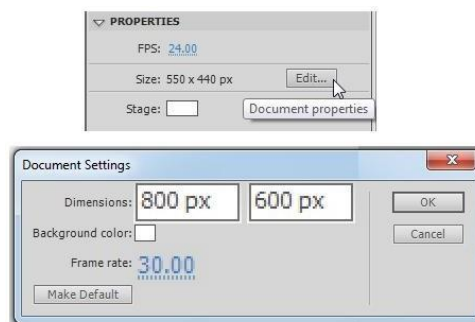 PROPERTIES
FPS: 24.00
Size: 550 x 440 px Edit...
Stage: Document properties
Document Settings
Dimensions: 800 px 600 px OK
Background color: Cancel
Frame rate: 30.00
Make Default